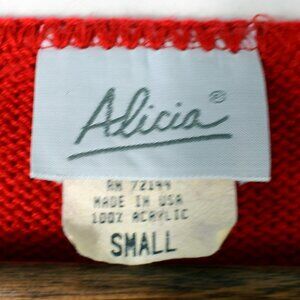 Alicia®
RN 72144
MADE IN USA
100% ACRYLIC
SMALL